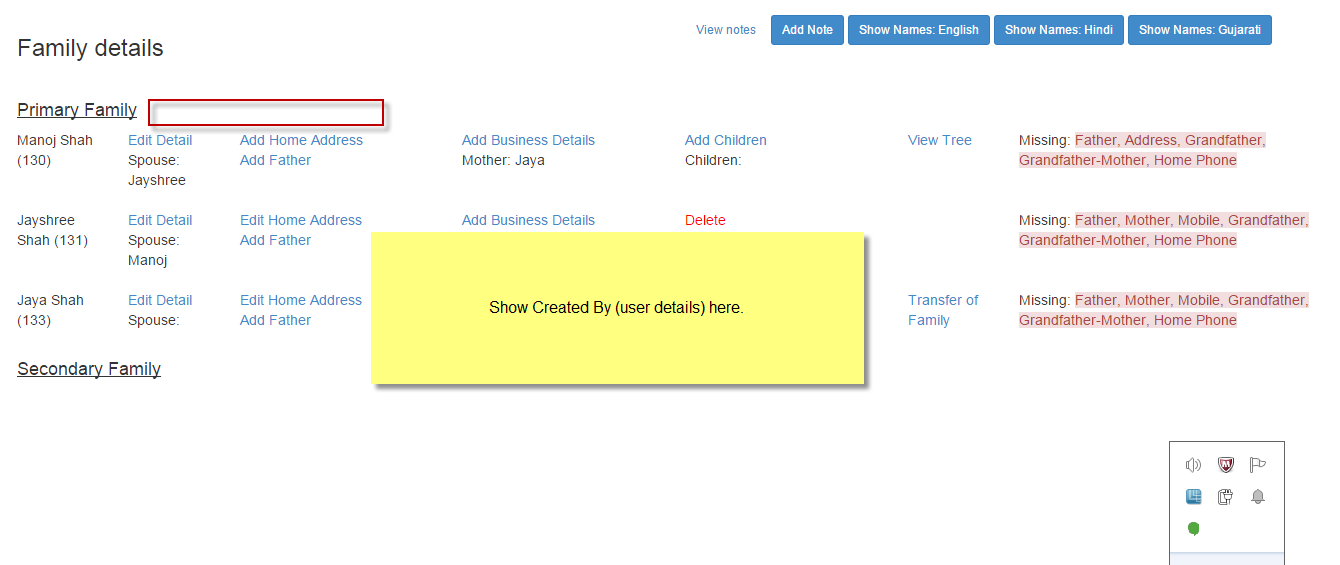 View notes Add Note Show Names: English Show Names: Hindi Show Names: Gujarati
Family details
Primary Family
Manoj Shah Edit Detail Add Home Address Add Business Details Add Children View Tree Missing: Father, Address, Grandfather,
(130) Spouse: Add Father Mother: Jaya Children: Grandfather-Mother, Home Phone
Jayshree
Jayshree Edit Detail Edit Home Address Add Business Details Delete Missing: Father, Mother, Mobile, Grandfather,
Shah (131) Spouse: Add Father Grandfather-Mother, Home Phone
Manoj
Jaya Shah Edit Detail Edit Home Address Transfer of Missing: Father, Mother, Mobile, Grandfather,
(133) Spouse: Add Father Family Grandfather-Mother, Home Phone
Show Created By (user details) here.
Secondary Family